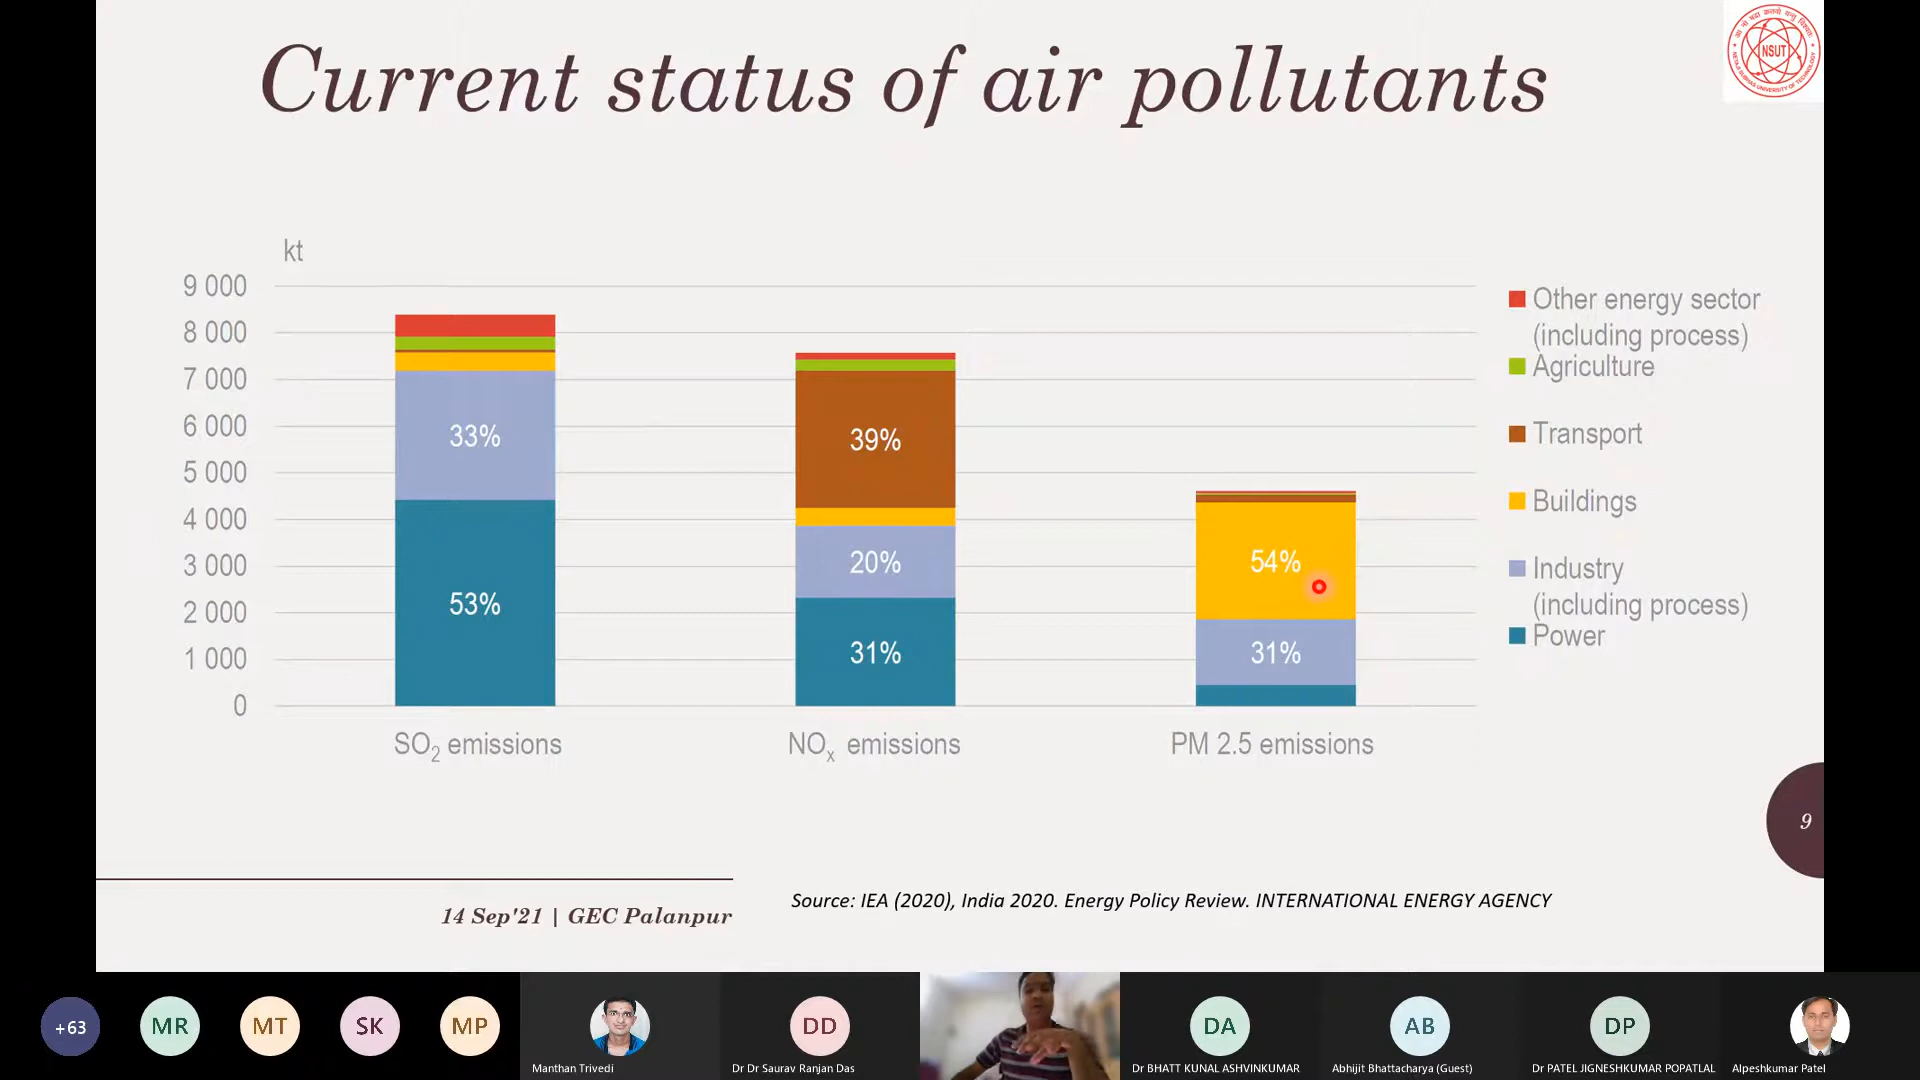 Current status of air pollutants
NSUT
kt
9 000
8 000
7 000
6 000
5 000
4 000
3 000
2 000
1 000
0
33%
53%
39%
20%
31%
54%
31%
SO2 emissions
NOx emissions
PM 2.5 emissions
Other energy sector
(including process)
Agriculture
Transport
Buildings
Industry
(including process)
Power
9
14 Sep'21 | GEC Palanpur
Source: IEA (2020), India 2020. Energy Policy Review. INTERNATIONAL ENERGY AGENCY
+63
MR
MT
SK
MP
Manthan Trivedi
DD
Dr Dr Saurav Ranjan Das
DA
Dr BHATT KUNAL ASHVINKUMAR
AB
Abhijit Bhattacharya (Guest)
DP
Dr PATEL JIGNESHKUMAR POPATLAL
Alpeshkumar Patel